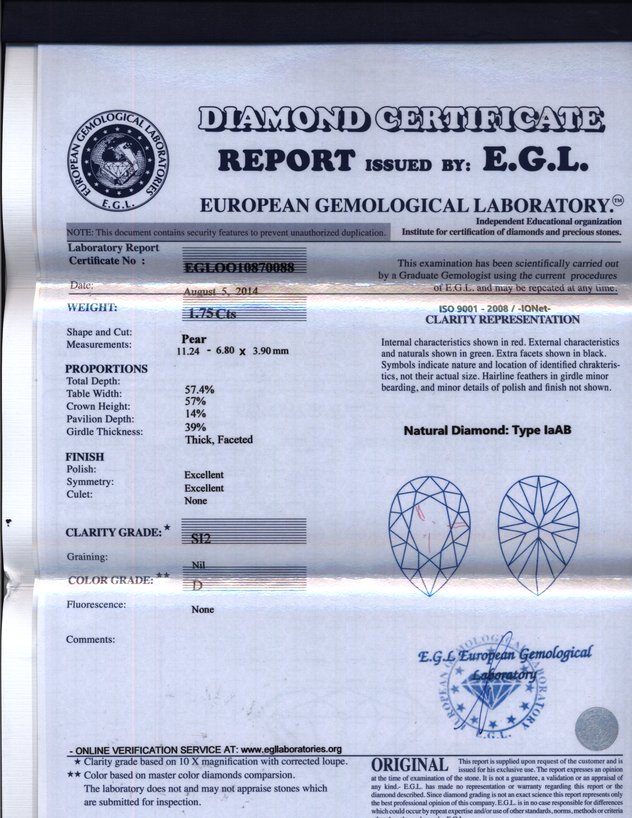 DIAMOND CERTIFICATE
REPORT ISSUED BY: E.G.L.
EUROPEAN GEMOLOGICAL LABORATORIES
E.G.L.
EUROPEAN GEMOLOGICAL LABORATORY.™
Independent Educational organization
NOTE: This document contains security features to prevent unauthorized duplication.
Institute for certification of diamonds and precious stones.
Laboratory Report
Certificate No : EGLOO10870088
Date: August 5, 2014
WEIGHT: 1.75Cts
Shape and Cut: Pear
Measurements: 11.24 - 6.80 x 3.90mm
PROPORTIONS
Total Depth: 57.4%
Table Width: 57%
Crown Height: 14%
Pavilion Depth: 39%
Girdle Thickness: Thick, Faceted
FINISH
Polish: Excellent
Symmetry: Excellent
Culet: None
CLARITY GRADE: ★ SI2
Graining: Nil
COLOR GRADE: ★★ D
Fluorescence: None
Comments:
This examination has been scientifically carried out
by a Graduate Gemologist using the current procedures
of E.G.L. and may be repeated at any time.
ISO 9001 - 2008 / -IQNet-
CLARITY REPRESENTATION
Internal characteristics shown in red. External characteristics
and naturals shown in green. Extra facets shown in black.
Symbols indicate nature and location of identified chrakteris-
tics, not their actual size. Hairline feathers in girdle minor
bearding, and minor details of polish and finish not shown.
Natural Diamond: Type IaAB
E.G.L European Gemological
Laboratory
E.G.L.
- ONLINE VERIFICATION SERVICE AT: www.egllaboratories.org
★ Clarity grade based on 10 X magnification with corrected loupe.
★★ Color based on master color diamonds comparsion.
The laboratory does not and may not appraise stones which
are submitted for inspection.
ORIGINAL This report is supplied upon request of the customer and is
issued for his exclusive use. The report expresses an opinion
at the time of examination of the stone. It is not a guarantee, a validation or an appraisal of
any kind.- E.G.L. has made no representation or warranty regarding this report or the
diamond described. Since diamond grading is not an exact science this report represents only
the best professional opinion of this company. E.G.L. is in no case responsible for differences
which could occur by repeat expertise and/or use of other standards, norms, methods or criteria